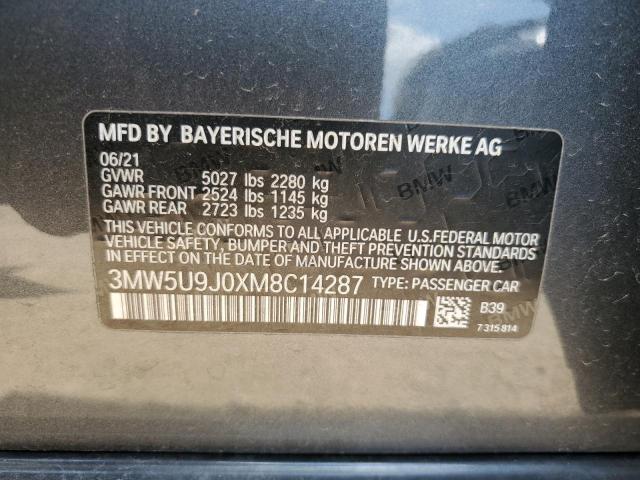 MFD BY BAYERISCHE MOTOREN WERKE AG
06/21
GVWR 5027 lbs 2280 kg
GAWR FRONT 2524 lbs 1145 kg
GAWR REAR 2723 lbs 1235 kg
THIS VEHICLE CONFORMS TO ALL APPLICABLE U.S.FEDERAL MOTOR
VEHICLE SAFETY, BUMPER AND THEFT PREVENTION STANDARDS
IN EFFECT ON THE DATE OF MANUFACTURE SHOWN ABOVE.
3MW5U9J0XM8C14287 TYPE: PASSENGER CAR
B39
7 315 814
BMW
BMW
BMW